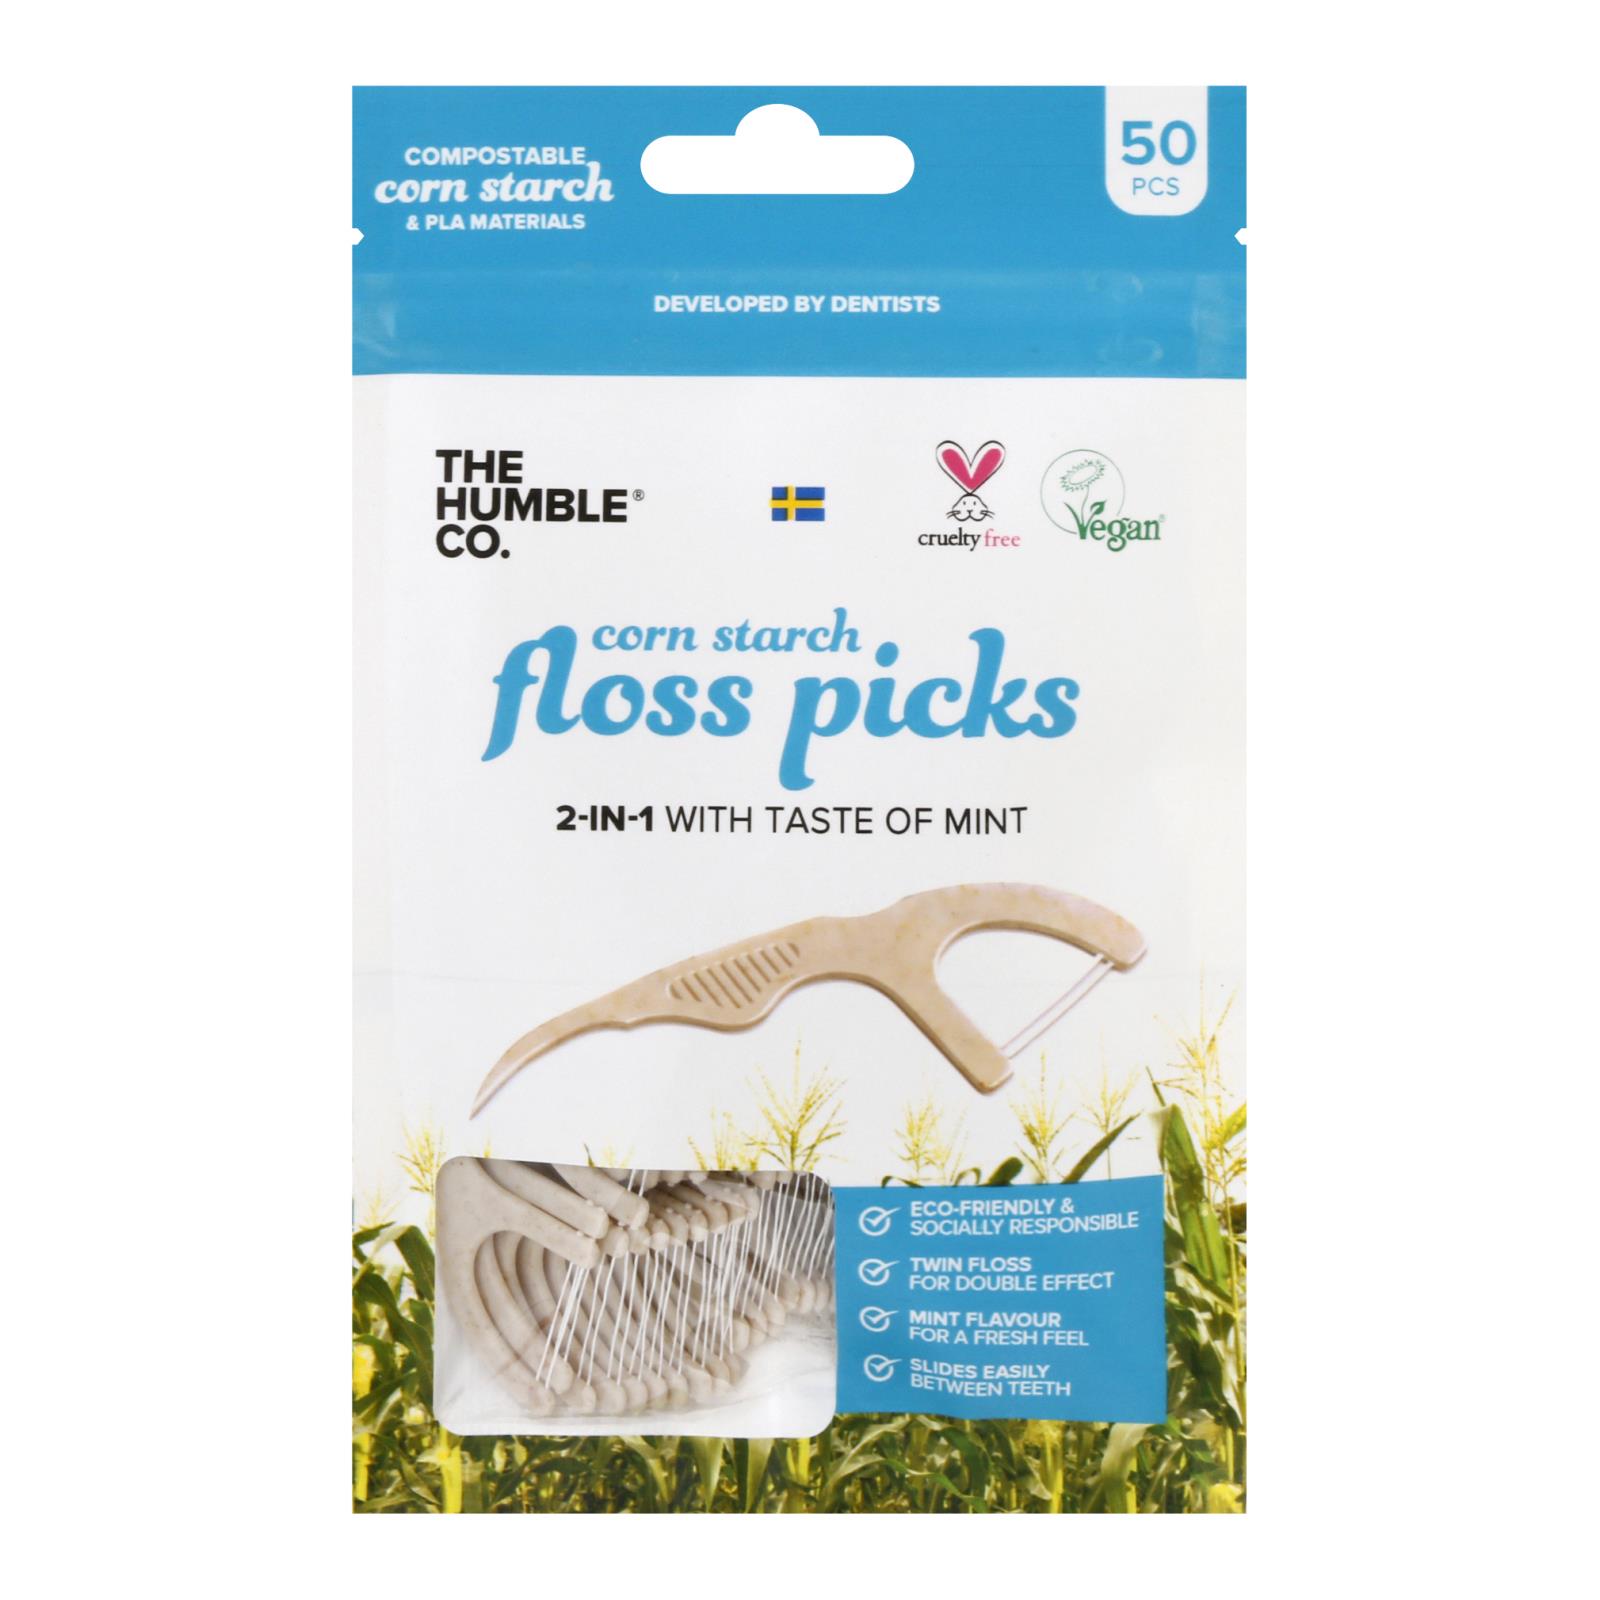 COMPOSTABLE
corn starch
& PLA MATERIALS
50
PCS
DEVELOPED BY DENTISTS
THE
HUMBLE®
CO.
cruelty free
Vegan®
corn starch
floss picks
2-IN-1 WITH TASTE OF MINT
ECO-FRIENDLY &
SOCIALLY RESPONSIBLE
TWIN FLOSS
FOR DOUBLE EFFECT
MINT FLAVOUR
FOR A FRESH FEEL
SLIDES EASILY
BETWEEN TEETH